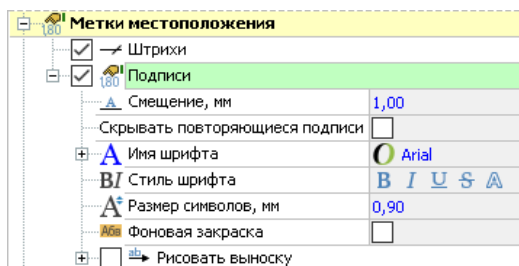 Метки местоположения
Штрихи
Подписи
Смещение, мм 1,00
Скрывать повторяющиеся подписи
Имя шрифта Arial
Стиль шрифта B I U S A
Размер символов, мм 0,90
Фоновая закраска
Рисовать выноску